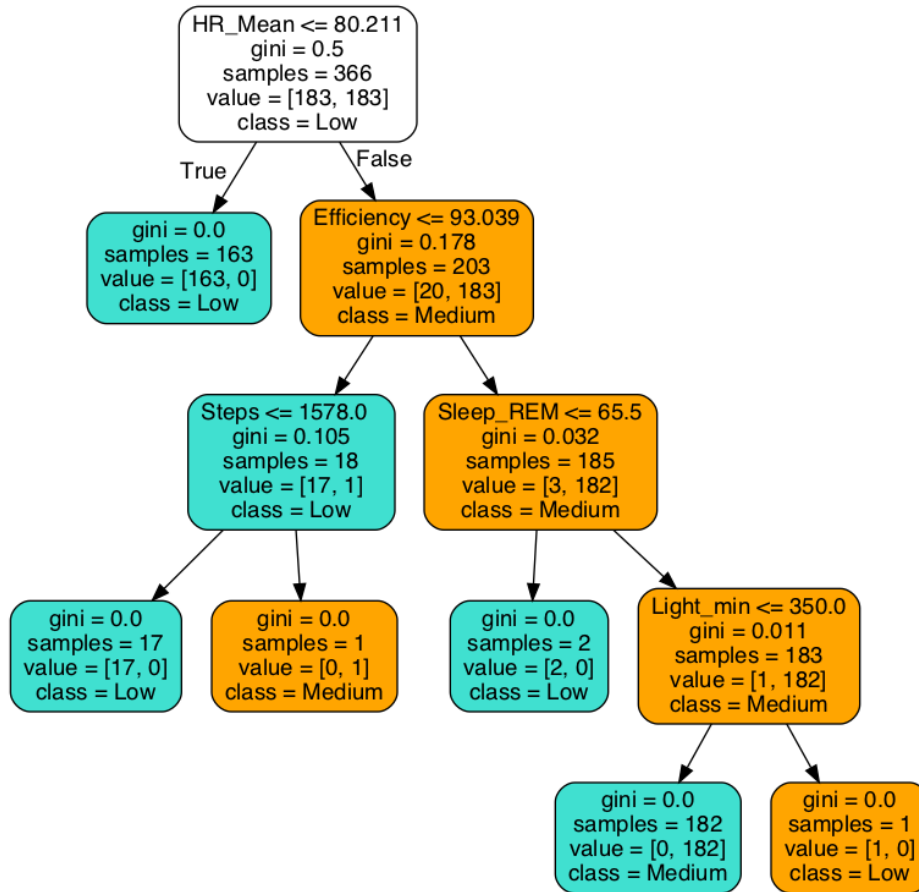 HR_Mean <= 80.211
gini = 0.5
samples = 366
value = [183, 183]
class = Low
True
False
gini = 0.0
samples = 163
value = [163, 0]
class = Low
Efficiency <= 93.039
gini = 0.178
samples = 203
value = [20, 183]
class = Medium
Steps <= 1578.0
gini = 0.105
samples = 18
value = [17, 1]
class = Low
Sleep_REM <= 65.5
gini = 0.032
samples = 185
value = [3, 182]
class = Medium
gini = 0.0
samples = 17
value = [17, 0]
class = Low
gini = 0.0
samples = 1
value = [0, 1]
class = Medium
gini = 0.0
samples = 2
value = [2, 0]
class = Low
Light_min <= 350.0
gini = 0.011
samples = 183
value = [1, 182]
class = Medium
gini = 0.0
samples = 182
value = [0, 182]
class = Medium
gini = 0.0
samples = 1
value = [1, 0]
class = Low